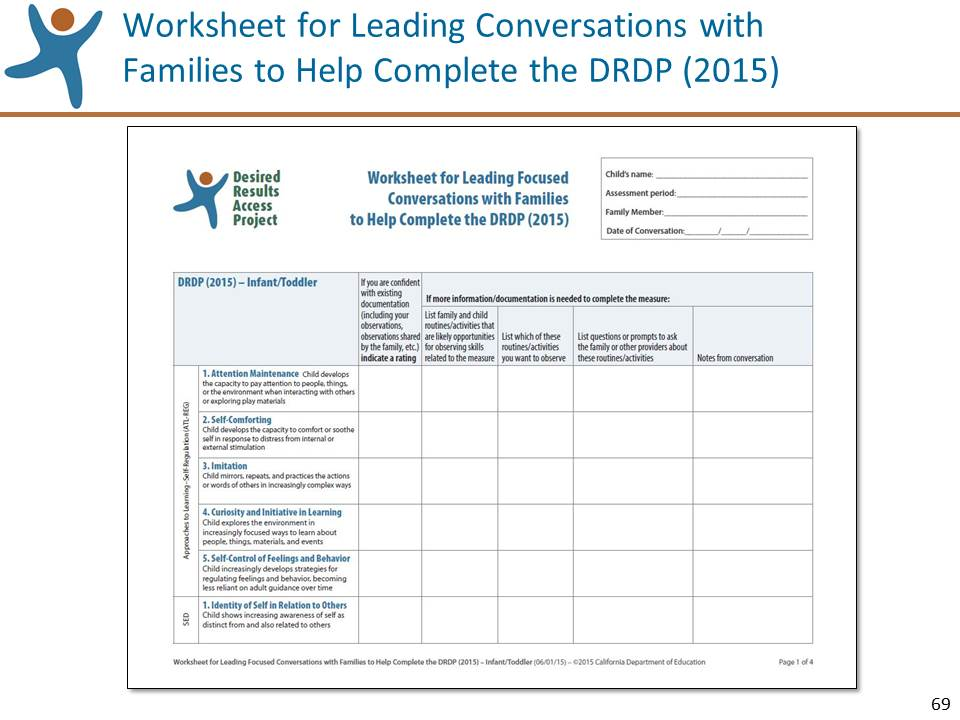 Worksheet for Leading Conversations with
Families to Help Complete the DRDP (2015)
Desired
Results
Access
Project
Worksheet for Leading Focused
Conversations with Families
to Help Complete the DRDP (2015)
Child's name: ____________________
Assessment period: ____________________
Family Member: ____________________
Date of Conversation: ________/______/______________
DRDP (2015) – Infant/Toddler
If you are confident
with existing
documentation
(including your
observations,
observations shared
by the family, etc.)
indicate a rating
If more information/documentation is needed to complete the measure:
List family and child
routines/activities that
are likely opportunities
for observing skills
related to the measure
List which of these
routines/activities
you want to observe
List questions or prompts to ask
the family or other providers about
these routines/activities
Notes from conversation
Approaches to Learning–Self-Regulation (ATL-REG)
1. Attention Maintenance Child develops
the capacity to pay attention to people, things,
or the environment when interacting with others
or exploring play materials
2. Self-Comforting
Child develops the capacity to comfort or soothe
self in response to distress from internal or
external stimulation
3. Imitation
Child mirrors, repeats, and practices the actions
or words of others in increasingly complex ways
4. Curiosity and Initiative in Learning
Child explores the environment in
increasingly focused ways to learn about
people, things, materials, and events
5. Self-Control of Feelings and Behavior
Child increasingly develops strategies for
regulating feelings and behavior, becoming
less reliant on adult guidance over time
SED
1. Identity of Self in Relation to Others
Child shows increasing awareness of self as
distinct from and also related to others
Worksheet for Leading Focused Conversations with Families to Help Complete the DRDP (2015) – Infant/Toddler (06/01/15) – ©2015 California Department of Education
Page 1 of 4
69